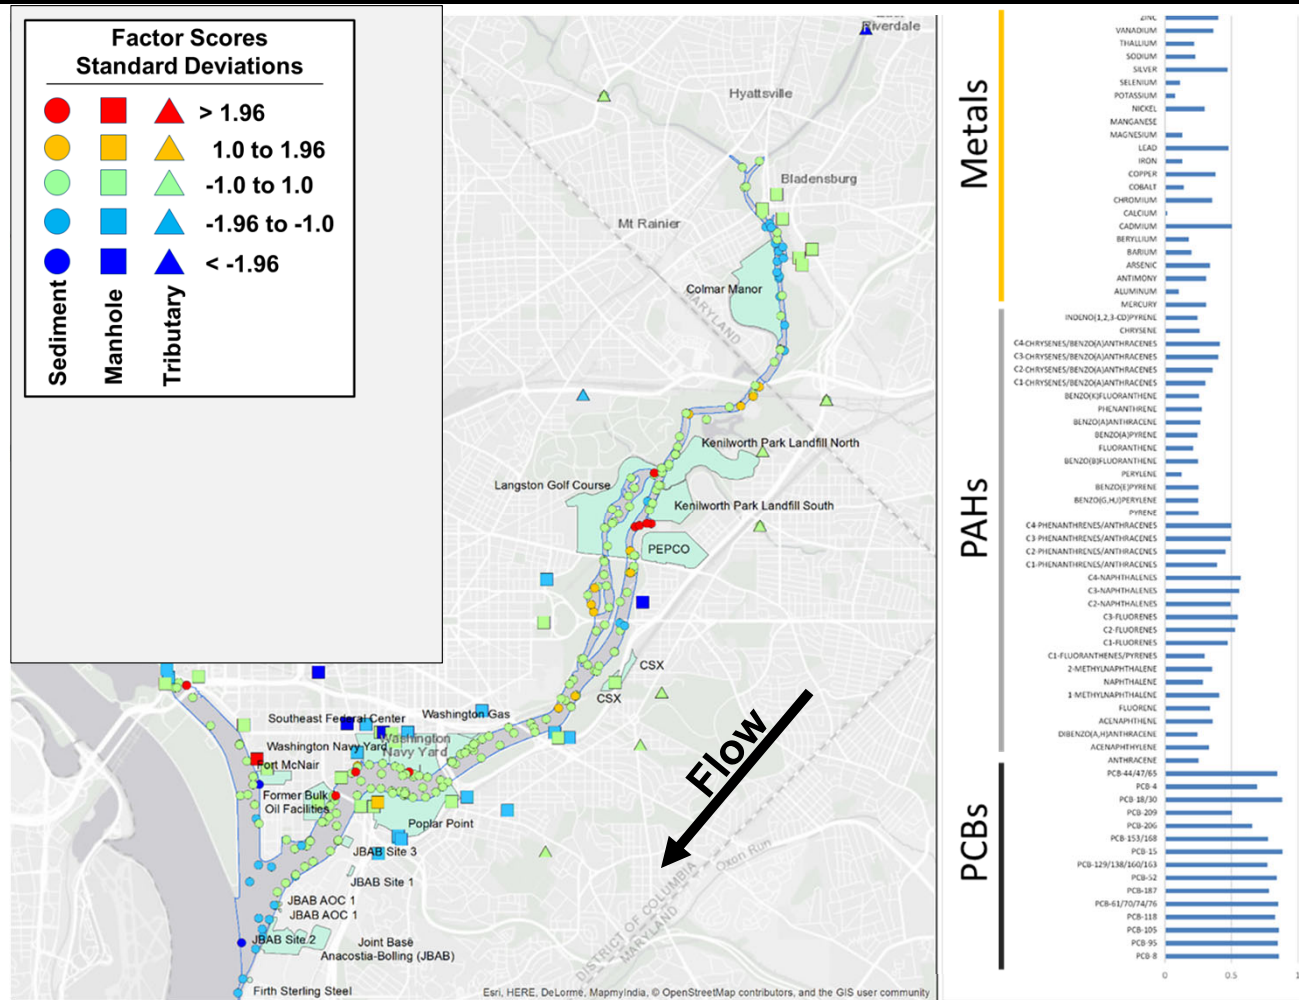 Factor Scores
Standard Deviations
> 1.96
1.0 to 1.96
-1.0 to 1.0
-1.96 to -1.0
< -1.96
Sediment
Manhole
Tributary
Riverdale
Hyattsville
Bladensburg
Mt Rainier
Colmar Manor
MARYLAND
Kenilworth Park Landfill North
Langston Golf Course
Kenilworth Park Landfill South
PEPCO
CSX
CSX
Washington Gas
Southeast Federal Center
Washington
Navy Yard
Washington Navy Yard
Fort McNair
Former Bulk
Oil Facilities
Poplar Point
JBAB Site 3
JBAB Site 1
JBAB AOC 1
JBAB AOC 1
JBAB Site 2
Joint Base
Anacostia-Bolling (JBAB)
Firth Sterling Steel
Flow
Oxon Run
DISTRICT OF COLUMBIA
MARYLAND
Esri, HERE, DeLorme, MapmyIndia, © OpenStreetMap contributors, and the GIS user community
Metals
ZINC
VANADIUM
THALLIUM
SODIUM
SILVER
SELENIUM
POTASSIUM
NICKEL
MANGANESE
MAGNESIUM
LEAD
IRON
COPPER
COBALT
CHROMIUM
CALCIUM
CADMIUM
BERYLLIUM
BARIUM
ARSENIC
ANTIMONY
ALUMINUM
MERCURY
PAHs
INDENO(1,2,3-CD)PYRENE
CHRYSENE
C4-CHRYSENES/BENZO(A)ANTHRACENES
C3-CHRYSENES/BENZO(A)ANTHRACENES
C2-CHRYSENES/BENZO(A)ANTHRACENES
C1-CHRYSENES/BENZO(A)ANTHRACENES
BENZO(K)FLUORANTHENE
PHENANTHRENE
BENZO(A)ANTHRACENE
BENZO(A)PYRENE
FLUORANTHENE
BENZO(B)FLUORANTHENE
PERYLENE
BENZO(E)PYRENE
BENZO(G,H,I)PERYLENE
PYRENE
C4-PHENANTHRENES/ANTHRACENES
C3-PHENANTHRENES/ANTHRACENES
C2-PHENANTHRENES/ANTHRACENES
C1-PHENANTHRENES/ANTHRACENES
C4-NAPHTHALENES
C3-NAPHTHALENES
C2-NAPHTHALENES
C3-FLUORENES
C2-FLUORENES
C1-FLUORENES
C1-FLUORANTHENES/PYRENES
2-METHYLNAPHTHALENE
NAPHTHALENE
1-METHYLNAPHTHALENE
FLUORENE
ACENAPHTHENE
DIBENZO(A,H)ANTHRACENE
ACENAPHTHYLENE
ANTHRACENE
PCBs
PCB-44/47/65
PCB-4
PCB-18/30
PCB-209
PCB-206
PCB-153/168
PCB-15
PCB-129/138/160/163
PCB-52
PCB-187
PCB-61/70/74/76
PCB-118
PCB-105
PCB-95
PCB-8
0 0.5 1